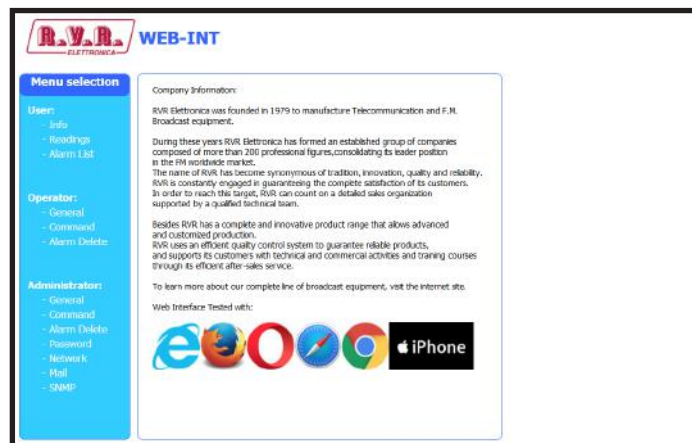 R.V.R.
ELETTRONICA
WEB-INT
Menu selection
User:
- Info
- Readings
- Alarm List
Operator:
- General
- Command
- Alarm Delete
Administrator:
- General
- Command
- Alarm Delete
- Password
- Network
- Mail
- SNMP
Company Information:
RVR Elettronica was founded in 1979 to manufacture Telecommunication and F.M.
Broadcast equipment.
During these years RVR Elettronica has formed an established group of companies
composed of more than 200 professional figures,consolidating its leader position
in the FM worldwide market.
The name of RVR has become synonymous of tradition, innovation, quality and reliability.
RVR is constantly engaged in guaranteeing the complete satisfaction of its customers.
In order to reach this target, RVR can count on a detailed sales organization
supported by a qualified technical team.
Besides RVR has a complete and innovative product range that allows advanced
and customized production.
RVR uses an efficient quality control system to guarantee reliable products,
and supports its customers with technical and commercial activities and traning courses
through its efficient after-sales service.
To learn more about our complete line of broadcast equipment, visit the internet site.
Web Interface Tested with:
iPhone